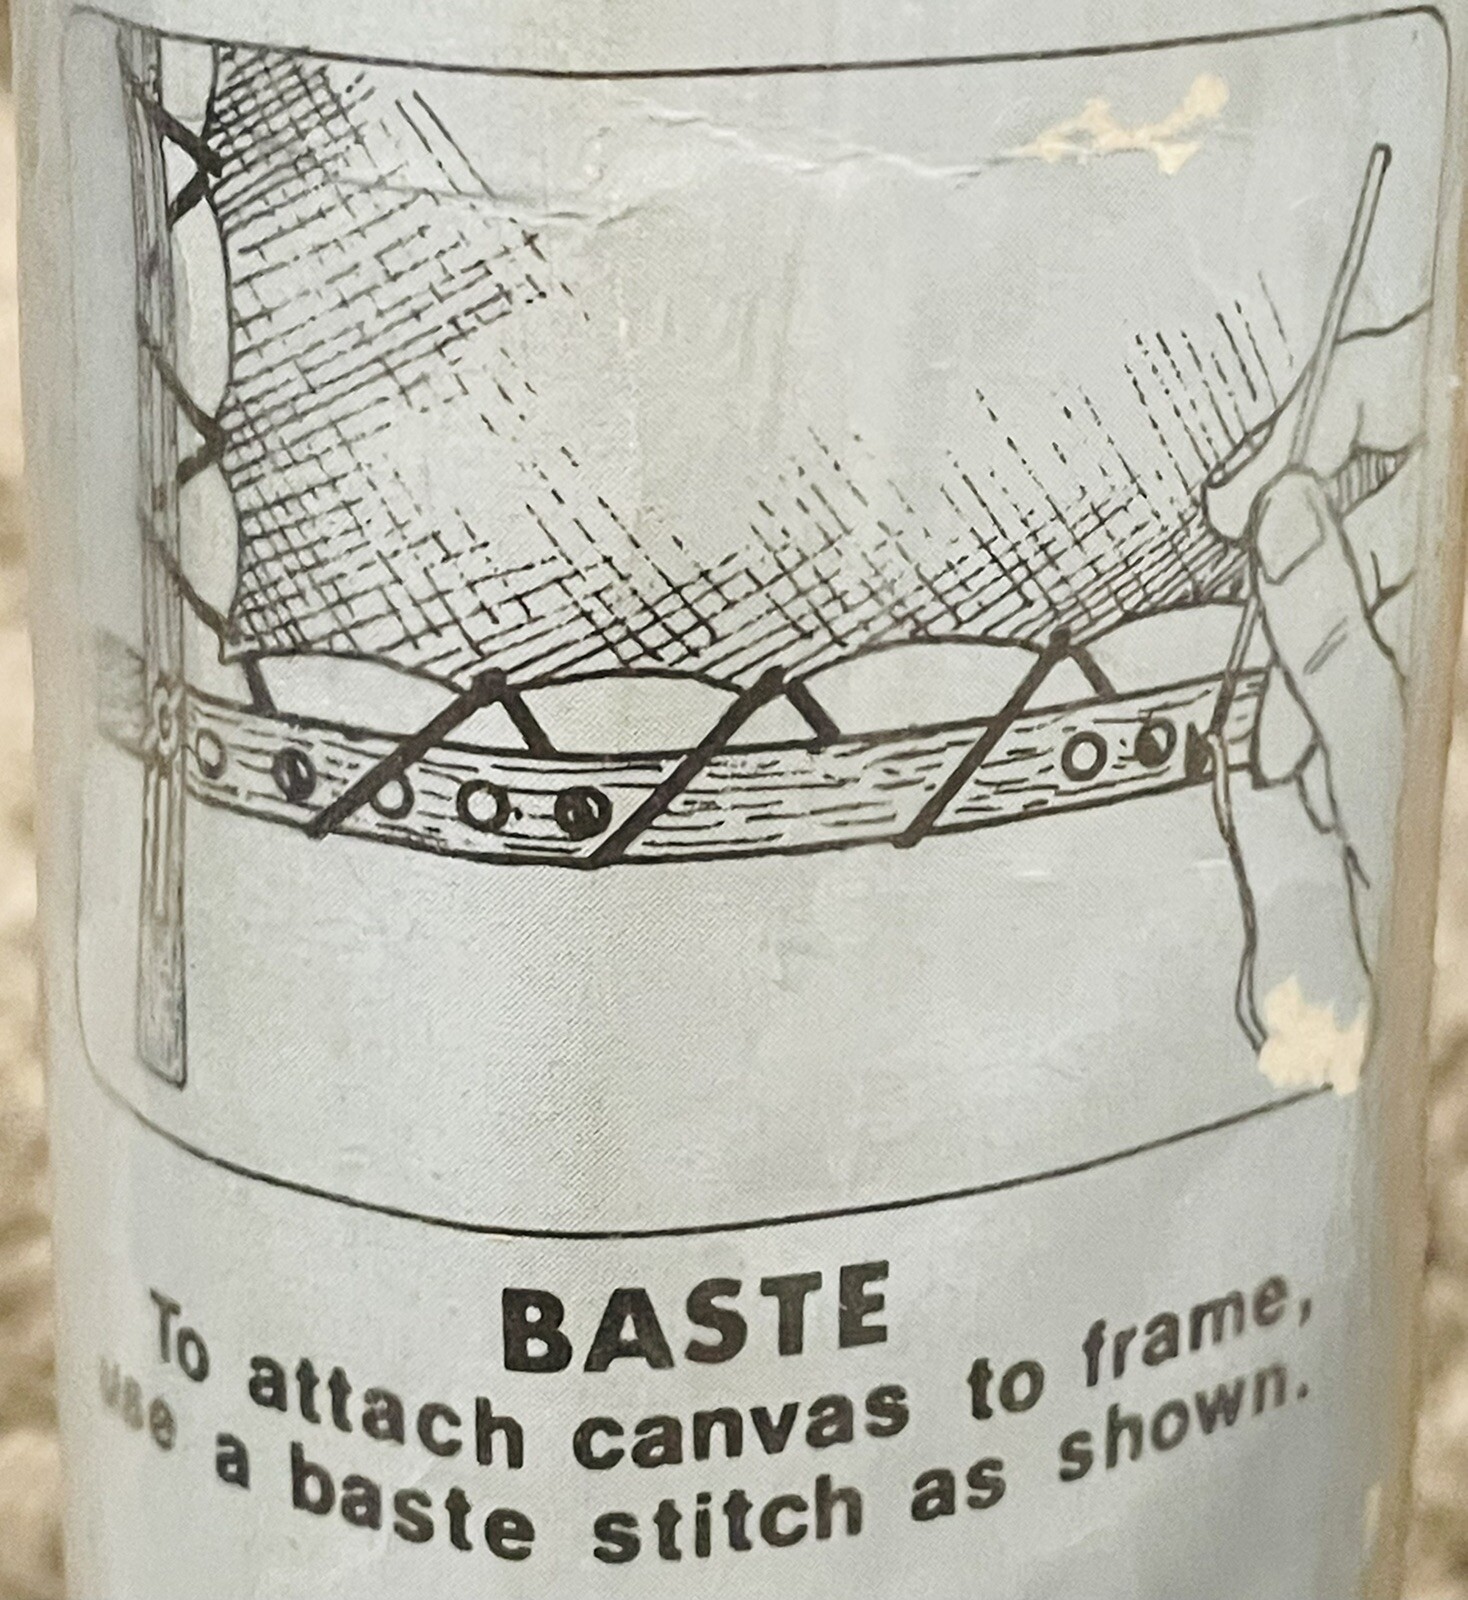 BASTE
To attach canvas to frame,
use a baste stitch as shown.